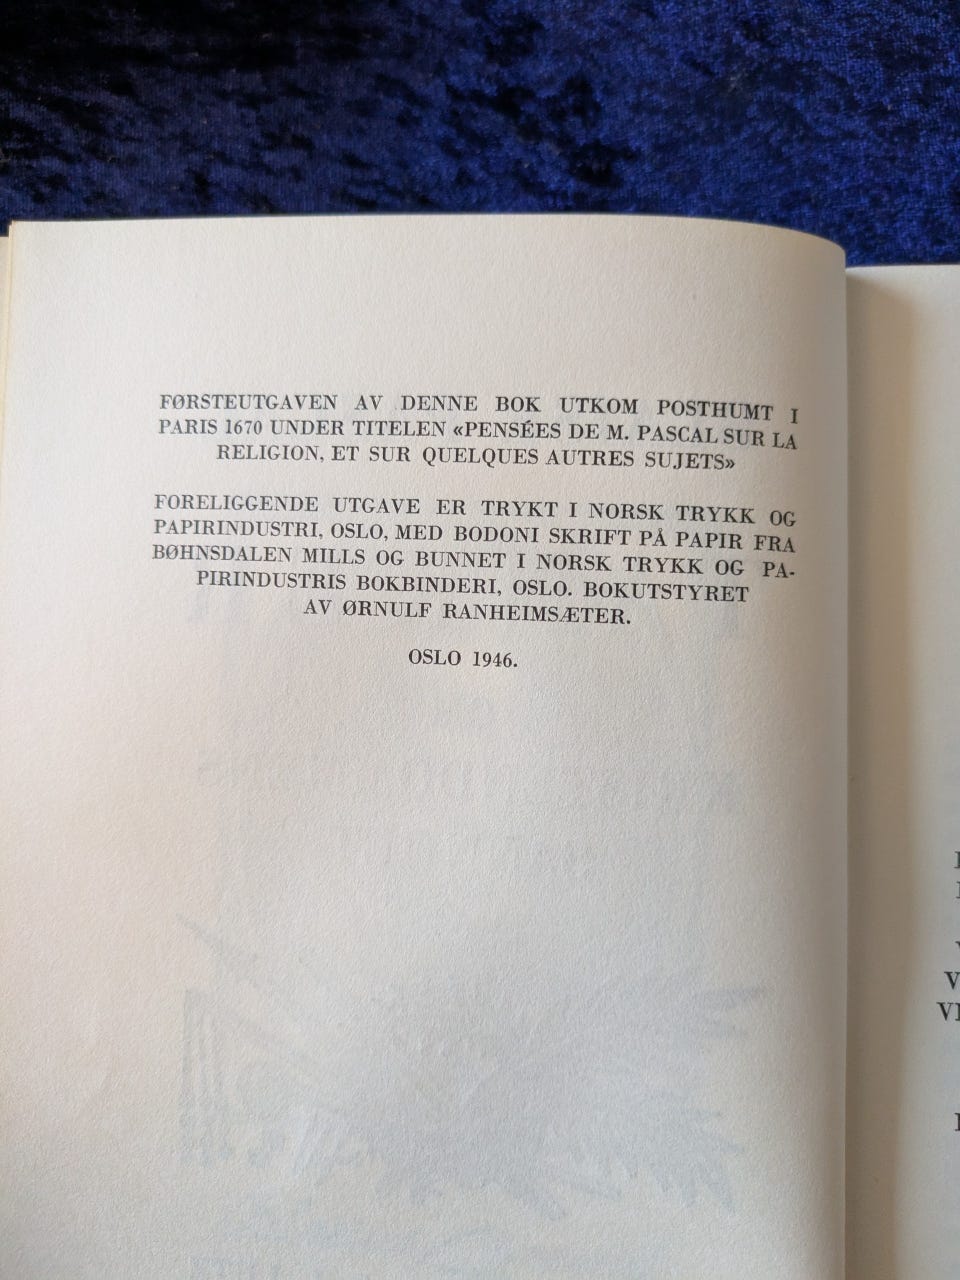 FØRSTEUTGAVEN AV DENNE BOK UTKOM POSTHUMT I
PARIS 1670 UNDER TITELEN «PENSÉES DE M. PASCAL SUR LA
RELIGION, ET SUR QUELQUES AUTRES SUJETS»
FORELIGGENDE UTGAVE ER TRYKT I NORSK TRYKK OG
PAPIRINDUSTRI, OSLO, MED BODONI SKRIFT PÅ PAPIR FRA
BØHNSDALEN MILLS OG BUNNET I NORSK TRYKK OG PA-
PIRINDUSTRIS BOKBINDERI, OSLO. BOKUTSTYRET
AV ØRNULF RANHEIMSÆTER.
OSLO 1946.